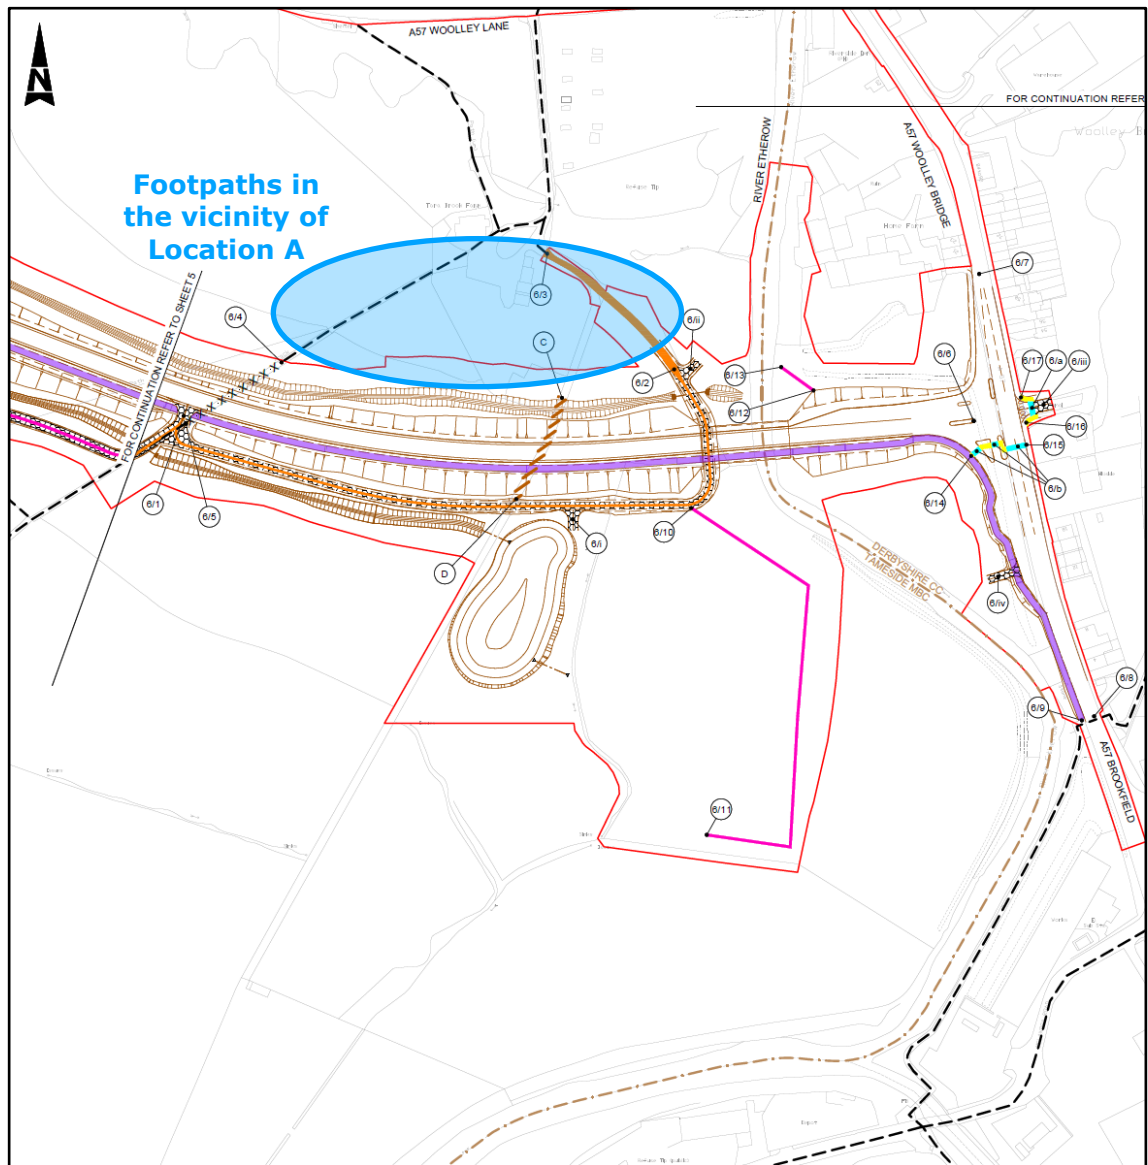 A57 WOOLLEY LANE
N
FOR CONTINUATION REFER
A57 WOOLLEY BRIDGE
RIVER ETHEROW
Footpaths in
the vicinity of
Location A
Home Farm
FOR CONTINUATION REFER TO SHEET 5
6/3
6/7
6/4
6/ii
C
6/2
6/13
6/6
6/17
6/a
6/iii
6/12
6/16
6/15
6/14
6/b
6/1
6/5
6/i
6/10
D
DERBYSHIRE CC
TAMESIDE MBC
6/iv
6/8
6/9
A57 BROOKFIELD
6/11